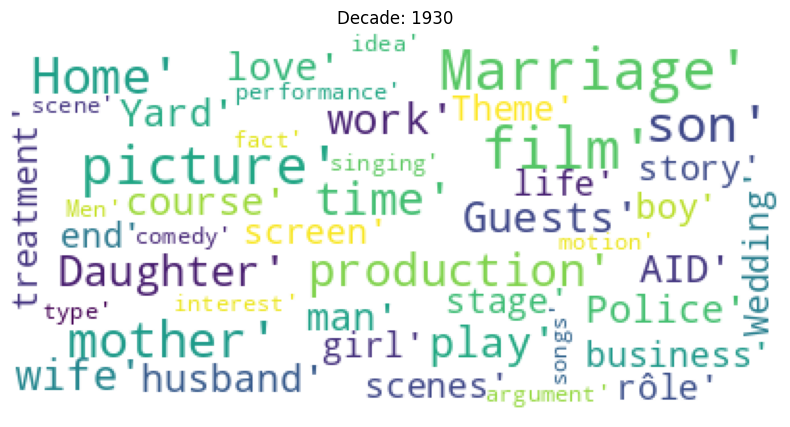 Decade: 1930
idea'
Home' love' Marriage'
scene' performance'
Yard' work' Theme' son'
fact' film'
treatment' picture' singing' story'
life'
Men' course' time' Guests' boy'
end' comedy' screen' motion' Wedding'
Daughter' production' AID'
type' interest' stage' Police'
man'
mother' girl' play' songs' business'
wife' husband' scenes' argument' rôle'